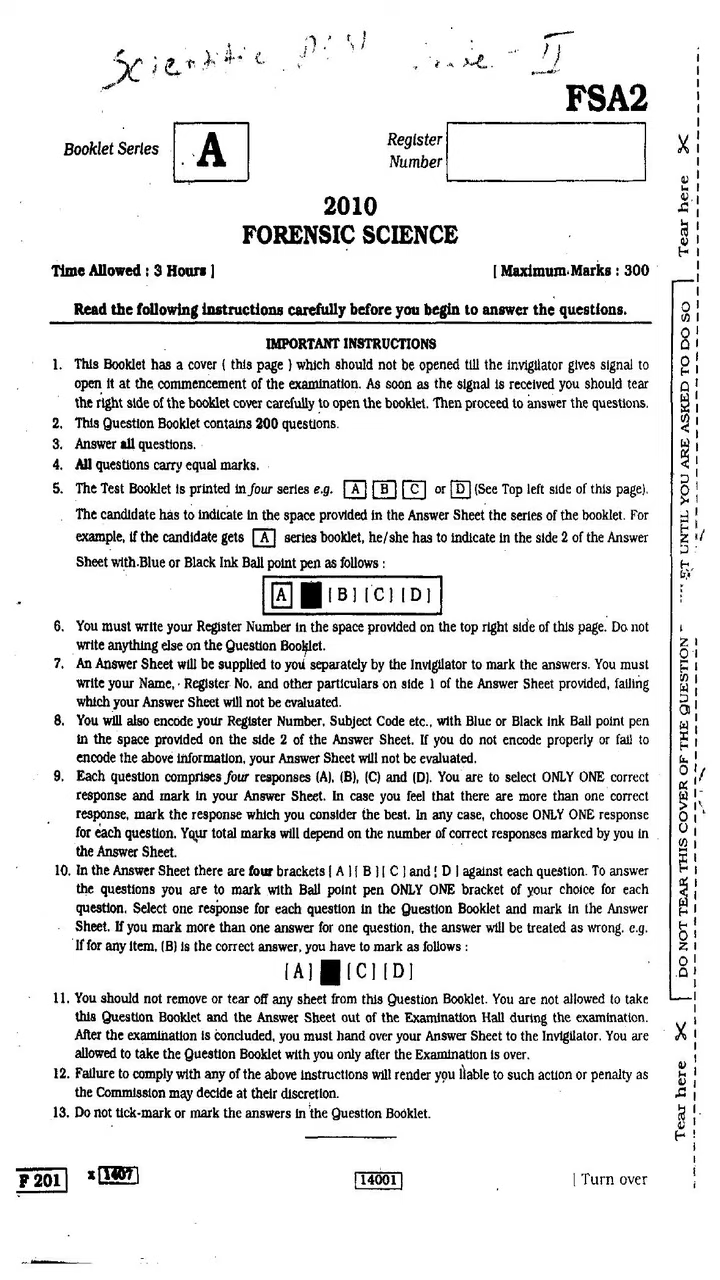 Scientific
II
FSA2
Booklet Series
A
Register
Number
2010
FORENSIC SCIENCE
Time Allowed : 3 Hours ]
[ Maximum Marks : 300
Read the following instructions carefully before you begin to answer the questions.
IMPORTANT INSTRUCTIONS
1. This Booklet has a cover ( this page ) which should not be opened till the invigilator gives signal to
open it at the commencement of the examination. As soon as the signal is received you should tear
the right side of the booklet cover carefully to open the booklet. Then proceed to answer the questions.
2. This Question Booklet contains 200 questions.
3. Answer all questions.
4. All questions carry equal marks.
5. The Test Booklet is printed in four series e.g. A B C or D (See Top left side of this page).
The candidate has to indicate in the space provided in the Answer Sheet the series of the booklet. For
example, if the candidate gets A series booklet, he/she has to indicate in the side 2 of the Answer
Sheet with Blue or Black Ink Ball point pen as follows :
A [B] [C] [D]
6. You must write your Register Number in the space provided on the top right side of this page. Do not
write anything else on the Question Booklet.
7. An Answer Sheet will be supplied to you separately by the Invigilator to mark the answers. You must
write your Name, Register No. and other particulars on side 1 of the Answer Sheet provided, failing
which your Answer Sheet will not be evaluated.
8. You will also encode your Register Number, Subject Code etc., with Blue or Black Ink Ball point pen
in the space provided on the side 2 of the Answer Sheet. If you do not encode properly or fail to
encode the above information, your Answer Sheet will not be evaluated.
9. Each question comprises four responses (A), (B), (C) and (D). You are to select ONLY ONE correct
response and mark in your Answer Sheet. In case you feel that there are more than one correct
response, mark the response which you consider the best. In any case, choose ONLY ONE response
for each question. Your total marks will depend on the number of correct responses marked by you in
the Answer Sheet.
10. In the Answer Sheet there are four brackets [ A ] [ B ] [ C ] and [ D ] against each question. To answer
the questions you are to mark with Ball point pen ONLY ONE bracket of your choice for each
question. Select one response for each question in the Question Booklet and mark in the Answer
Sheet. If you mark more than one answer for one question, the answer will be treated as wrong. e.g.
If for any item, (B) is the correct answer, you have to mark as follows :
[A] [C] [D]
11. You should not remove or tear off any sheet from this Question Booklet. You are not allowed to take
this Question Booklet and the Answer Sheet out of the Examination Hall during the examination.
After the examination is concluded, you must hand over your Answer Sheet to the Invigilator. You are
allowed to take the Question Booklet with you only after the Examination is over.
12. Failure to comply with any of the above instructions will render you liable to such action or penalty as
the Commission may decide at their discretion.
13. Do not tick-mark or mark the answers in the Question Booklet.
F 201
x 1407
14001
[ Turn over
Tear here
DO NOT TEAR THIS COVER OF THE QUESTION ET UNTIL YOU ARE ASKED TO DO SO
Tear here